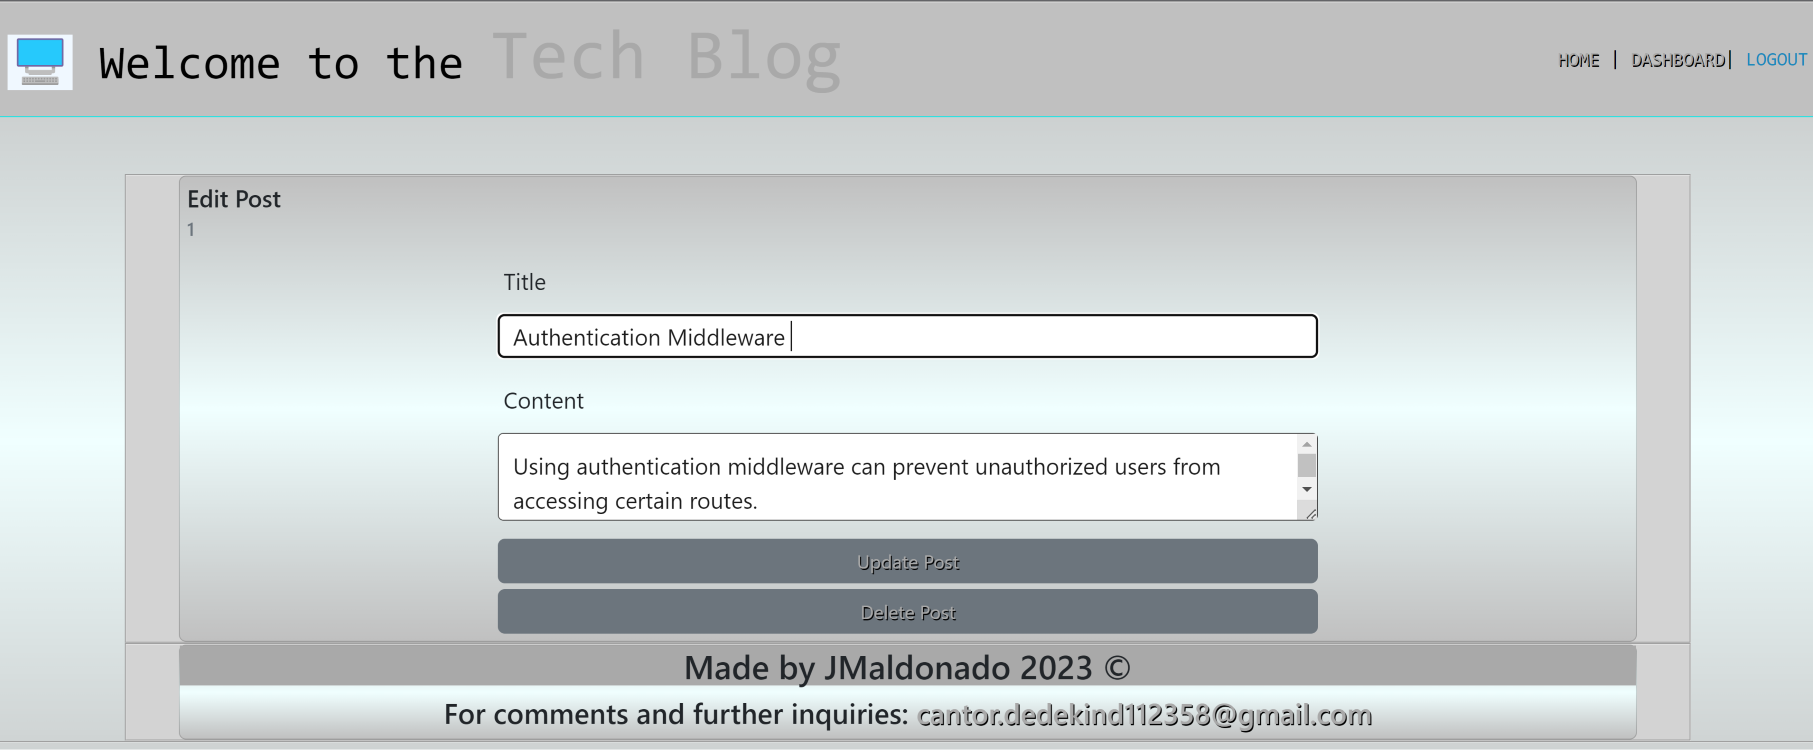 Welcome to the Tech Blog
HOME | DASHBOARD| LOGOUT
Edit Post
1
Title
Authentication Middleware
Content
Using authentication middleware can prevent unauthorized users from
accessing certain routes.
Update Post
Delete Post
Made by JMaldonado 2023 ©
For comments and further inquiries: cantor.dedekind112358@gmail.com